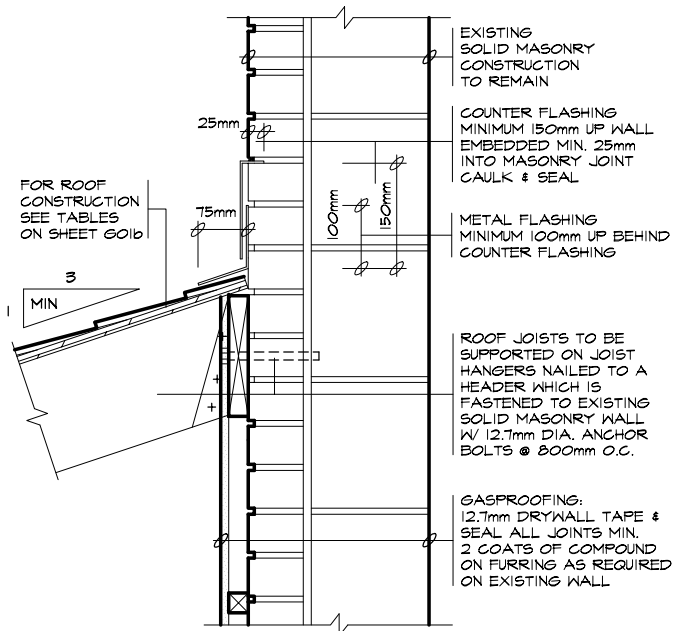 EXISTING
SOLID MASONRY
CONSTRUCTION
TO REMAIN
25mm
COUNTER FLASHING
MINIMUM 150mm UP WALL
EMBEDDED MIN. 25mm
INTO MASONRY JOINT
CAULK & SEAL
FOR ROOF
CONSTRUCTION
SEE TABLES
ON SHEET G016
75mm
100mm
150mm
METAL FLASHING
MINIMUM 100mm UP BEHIND
COUNTER FLASHING
3
1
MIN
ROOF JOISTS TO BE
SUPPORTED ON JOIST
HANGERS NAILED TO A
HEADER WHICH IS
FASTENED TO EXISTING
SOLID MASONRY WALL
W/ 12.7mm DIA. ANCHOR
BOLTS @ 800mm O.C.
GASPROOFING:
12.7mm DRYWALL TAPE &
SEAL ALL JOINTS MIN.
2 COATS OF COMPOUND
ON FURRING AS REQUIRED
ON EXISTING WALL